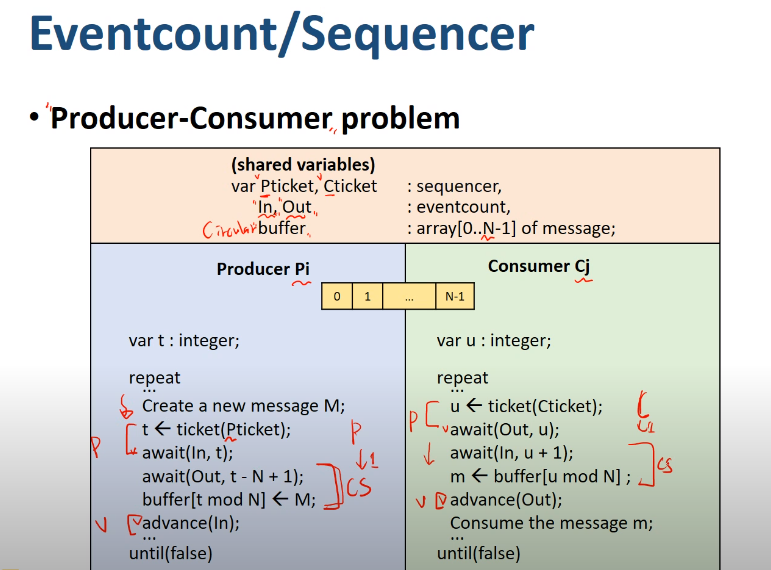 Eventcount/Sequencer
• "Producer-Consumer" problem
(shared variables)
var Pticket, Cticket : sequencer,
"In, "Out" : eventcount,
Circular buffer : array[0..N-1] of message;
Producer Pi
Consumer Cj
0 1 ... N-1
var t : integer;
repeat
...
Create a new message M;
P t ← ticket(Pticket); P
await(In, t); ↓1
await(Out, t - N + 1); CS
buffer[t mod N] ← M;
V advance(In);
...
until(false)
var u : integer;
repeat
...
P u ← ticket(Cticket);
await(Out, u);
↓ await(In, u + 1); CS
m ← buffer[u mod N] ;
V advance(Out);
Consume the message m;
...
until(false)